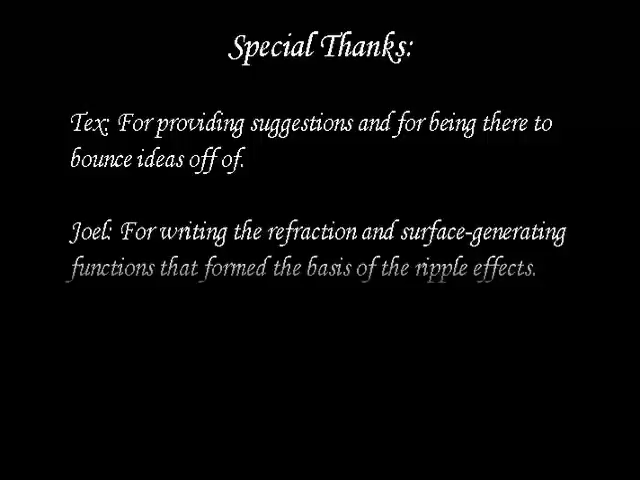 Special Thanks:
Tex: For providing suggestions and for being there to
bounce ideas off of.
Joel: For writing the refraction and surface-generating
functions that formed the basis of the ripple effects.